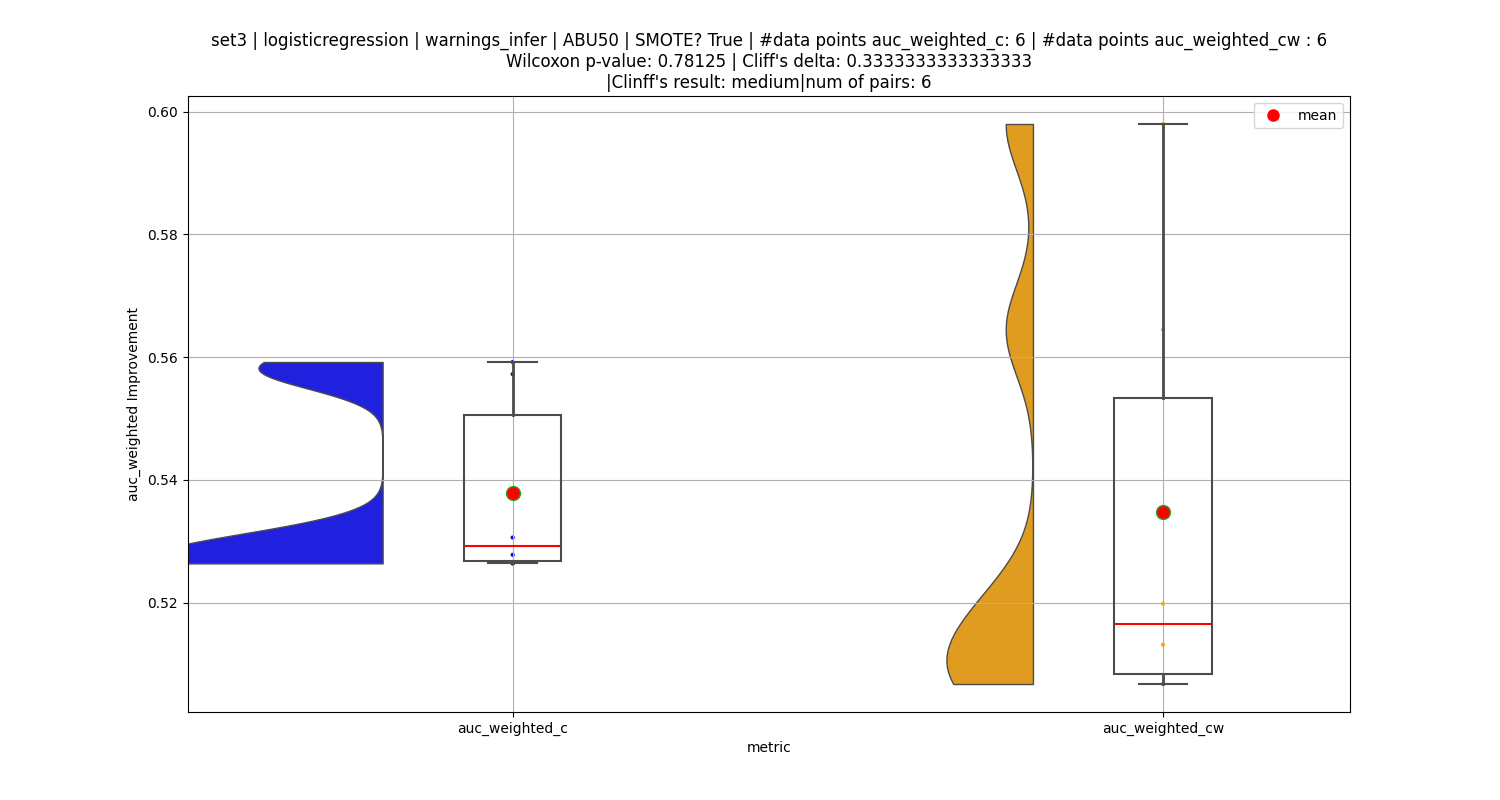 set3 | logisticregression | warnings_infer | ABU50 | SMOTE? True | #data points auc_weighted_c: 6 | #data points auc_weighted_cw : 6
Wilcoxon p-value: 0.78125 | Cliff's delta: 0.3333333333333333
|Clinff's result: medium|num of pairs: 6
mean
0.60
0.58
0.56
0.54
0.52
auc_weighted Improvement
auc_weighted_c
auc_weighted_cw
metric